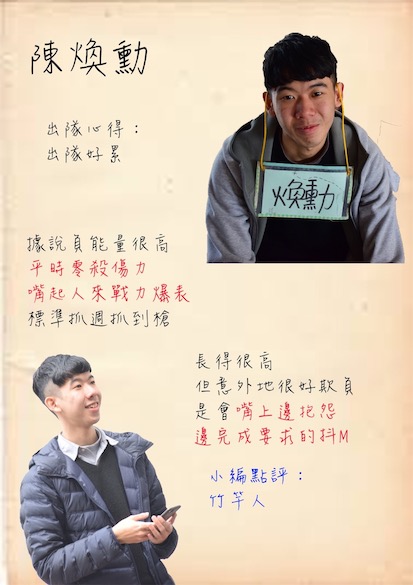 陳煥勳
煥勳
出隊心得：
出隊好累
據說負能量很高
平時零殺傷力
嘴起人來戰力爆表
標準抓週抓到槍
長得很高
但意外地很好欺負
是會嘴上邊抱怨
邊完成要求的抖M
小編點評：
竹竿人